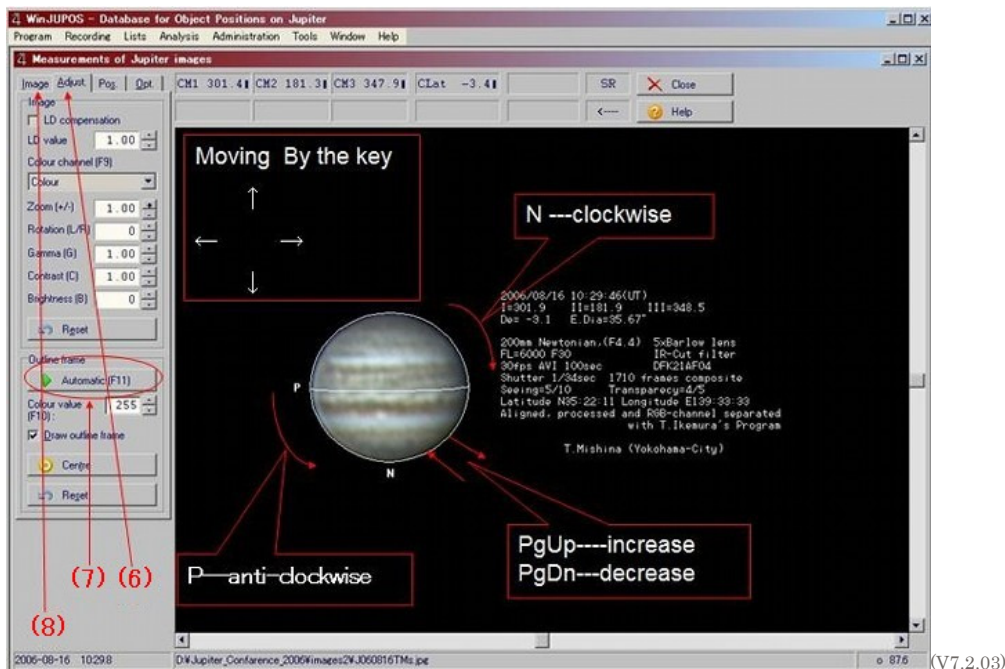 WinJUPOS - Database for Object Positions on Jupiter
Program Recording Lists Analysis Administration Tools Window Help
Measurements of Jupiter images
Image Adjust. Pos. Opt.
CM1 301.4 CM2 181.3 CM3 347.9 CLat -3.4 SR Close
<---- Help
Image
LD compensation
LD value 1.00
Colour channel (F9)
Colour
Zoom (+/-) 1.00
Rotation (L/R) 0
Gamma (G) 1.00
Contrast (C) 1.00
Brightness (B) 0
Reset
Outline frame
Automatic (F11)
Colour value (F10) : 255
Draw outline frame
Centre
Reset
(7) (6)
(8)
Moving By the key
↑
← →
↓
N ---clockwise
2006/08/16 10:29:46(UT)
I=301.9 II=181.9 III=348.5
De= -3.1 E.Dia=35.67"
200mm Newtonian,(F4.4) 5xBarlow lens
FL=6000 F30 IR-Cut filter
30fps AVI 100sec DFK21AF04
Shutter 1/34sec 1710 frames composite
Seeing=5/10 Transparecy=4/5
Latitude N35:22:11 Longitude E139:33:33
Aligned, processed and RGB-channel separated
with T.Ikemura's Program
T.Mishina (Yokohama-City)
P
N
P—anti-clockwise
PgUp----increase
PgDn---decrease
2006-08-16 10:29.8 D:¥Jupiter_Confarence_2006¥images2¥J060816TMs.jpg o 876
(V7.2.03)